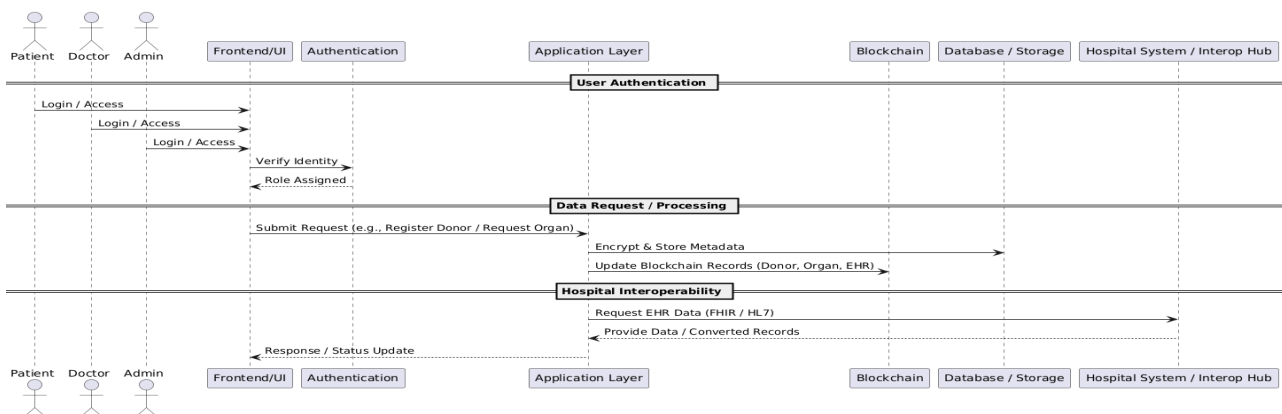 Patient Doctor Admin Frontend/UI Authentication Application Layer Blockchain Database / Storage Hospital System / Interop Hub
User Authentication
Login / Access
Login / Access
Login / Access
Verify Identity
Role Assigned
Data Request / Processing
Submit Request (e.g., Register Donor / Request Organ)
Encrypt & Store Metadata
Update Blockchain Records (Donor, Organ, EHR)
Hospital Interoperability
Request EHR Data (FHIR / HL7)
Provide Data / Converted Records
Response / Status Update
Patient Doctor Admin Frontend/UI Authentication Application Layer Blockchain Database / Storage Hospital System / Interop Hub